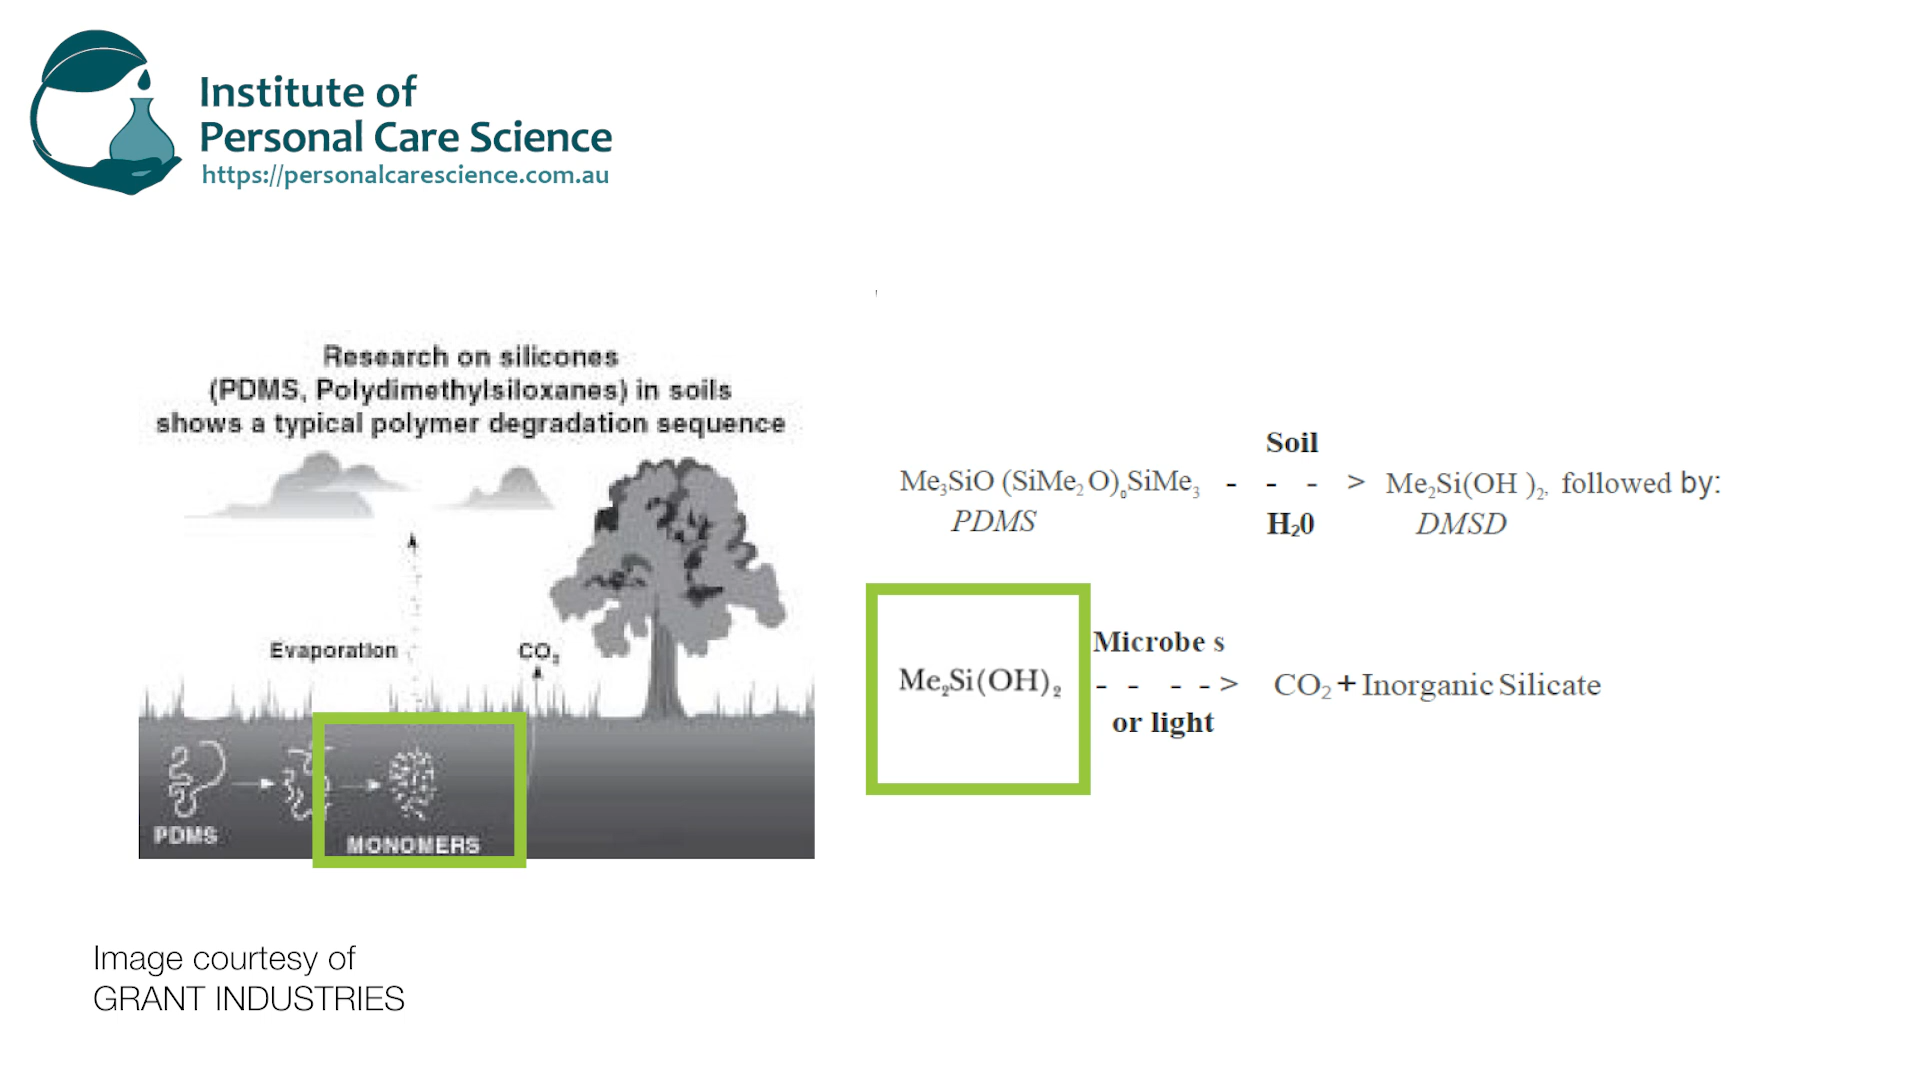 Institute of
Personal Care Science
https://personalcarescience.com.au
Research on silicones
(PDMS, Polydimethylsiloxanes) in soils
shows a typical polymer degradation sequence
Evaporation
CO₂
PDMS
MONOMERS
Soil
Me₃SiO (SiMe₂ O)ₒSiMe₃ - - - > Me₂Si(OH )₂, followed by:
PDMS H₂0 DMSD
Microbe s
Me₂Si(OH)₂ - - - - > CO₂ + Inorganic Silicate
or light
Image courtesy of
GRANT INDUSTRIES